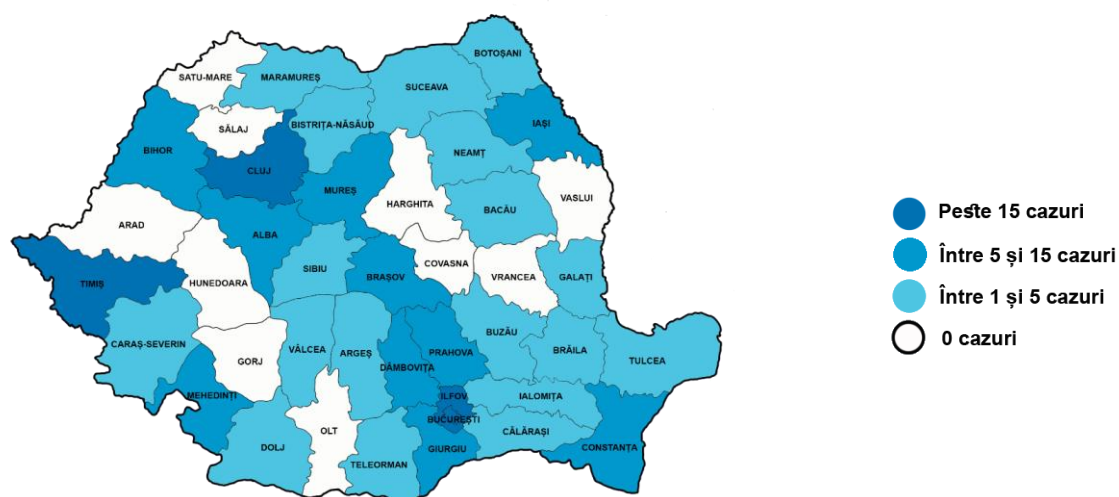 BOTOȘANI
SATU-MARE
MARAMUREȘ
SUCEAVA
SĂLAJ
BISTRIȚA-NĂSĂUD
IAȘI
BIHOR
NEAMȚ
CLUJ
MUREȘ
HARGHITA
VASLUI
BACĂU
ARAD
ALBA
SIBIU
COVASNA
TIMIȘ
HUNEDOARA
BRAȘOV
VRANCEA
GALAȚI
CARAȘ-SEVERIN
GORJ
VÂLCEA
ARGEȘ
BUZĂU
PRAHOVA
BRĂILA
TULCEA
DÂMBOVIȚA
MEHEDINȚI
ILFOV
IALOMIȚA
BUCUREȘTI
OLT
CĂLĂRAȘI
DOLJ
GIURGIU
CONSTANȚA
TELEORMAN
Peste 15 cazuri
Între 5 și 15 cazuri
Între 1 și 5 cazuri
0 cazuri